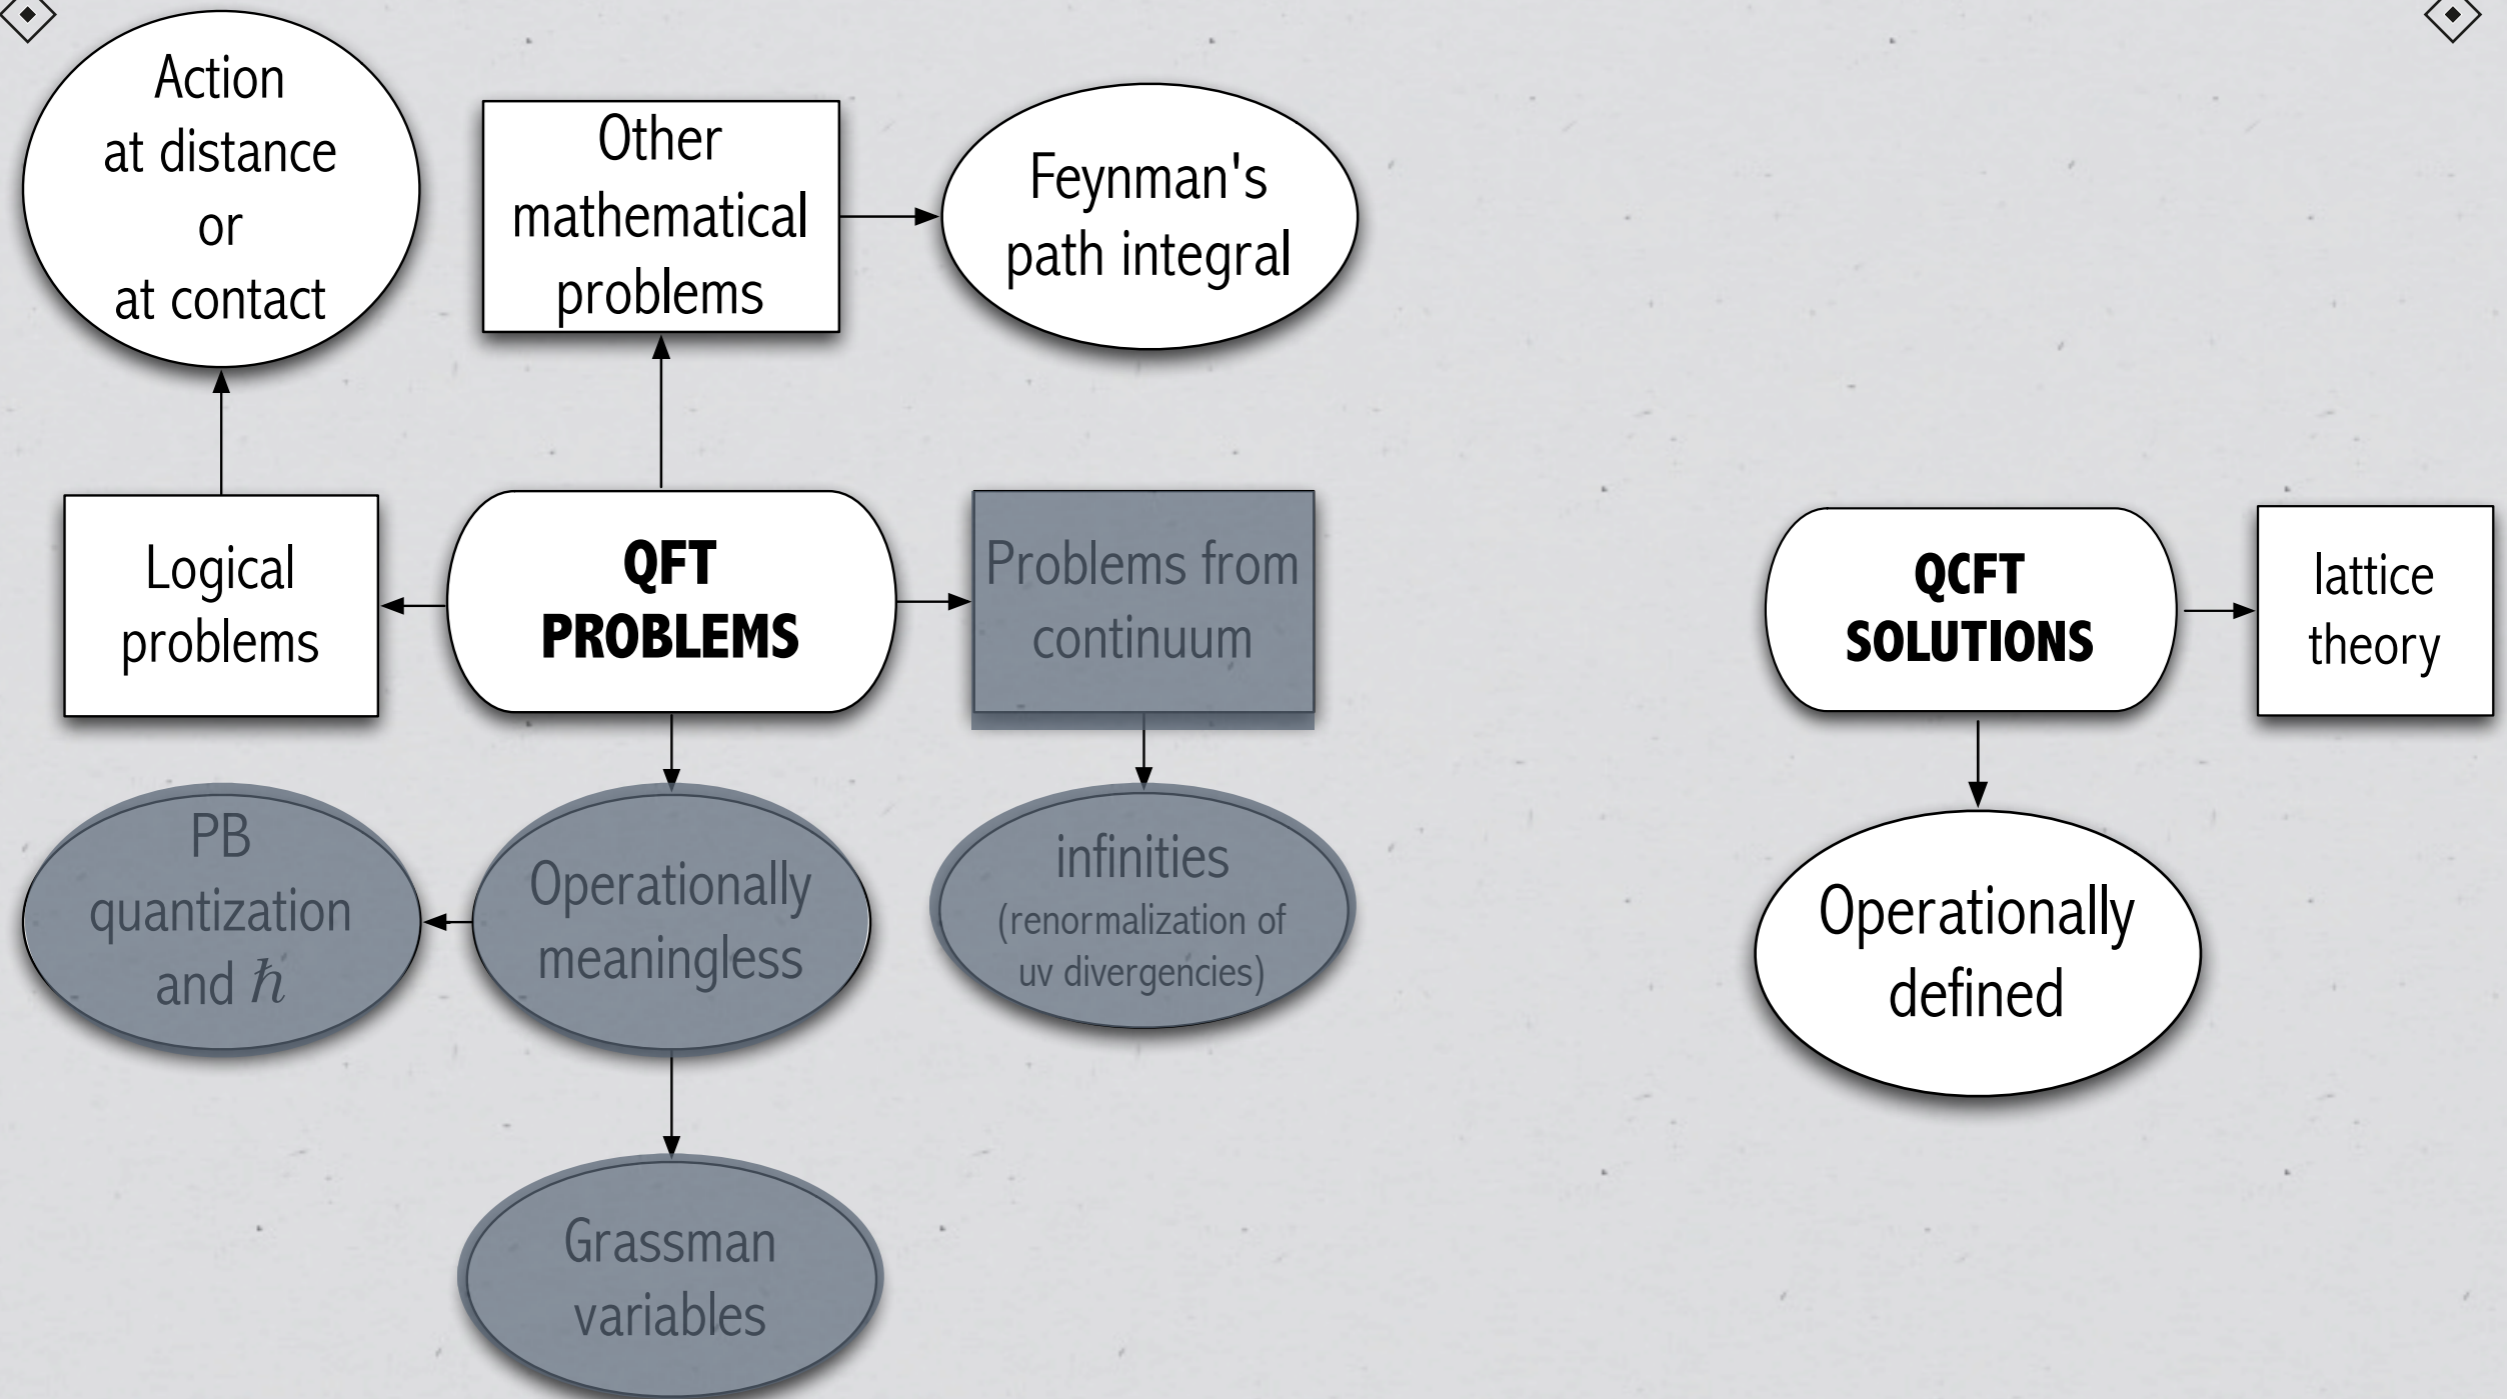 Action
at distance
or
at contact
Other
mathematical
problems
Feynman's
path integral
Logical
problems
QFT
PROBLEMS
Problems from
continuum
QCFT
SOLUTIONS
lattice
theory
PB
quantization
and ℏ
Operationally
meaningless
infinities
(renormalization of
uv divergencies)
Operationally
defined
Grassman
variables